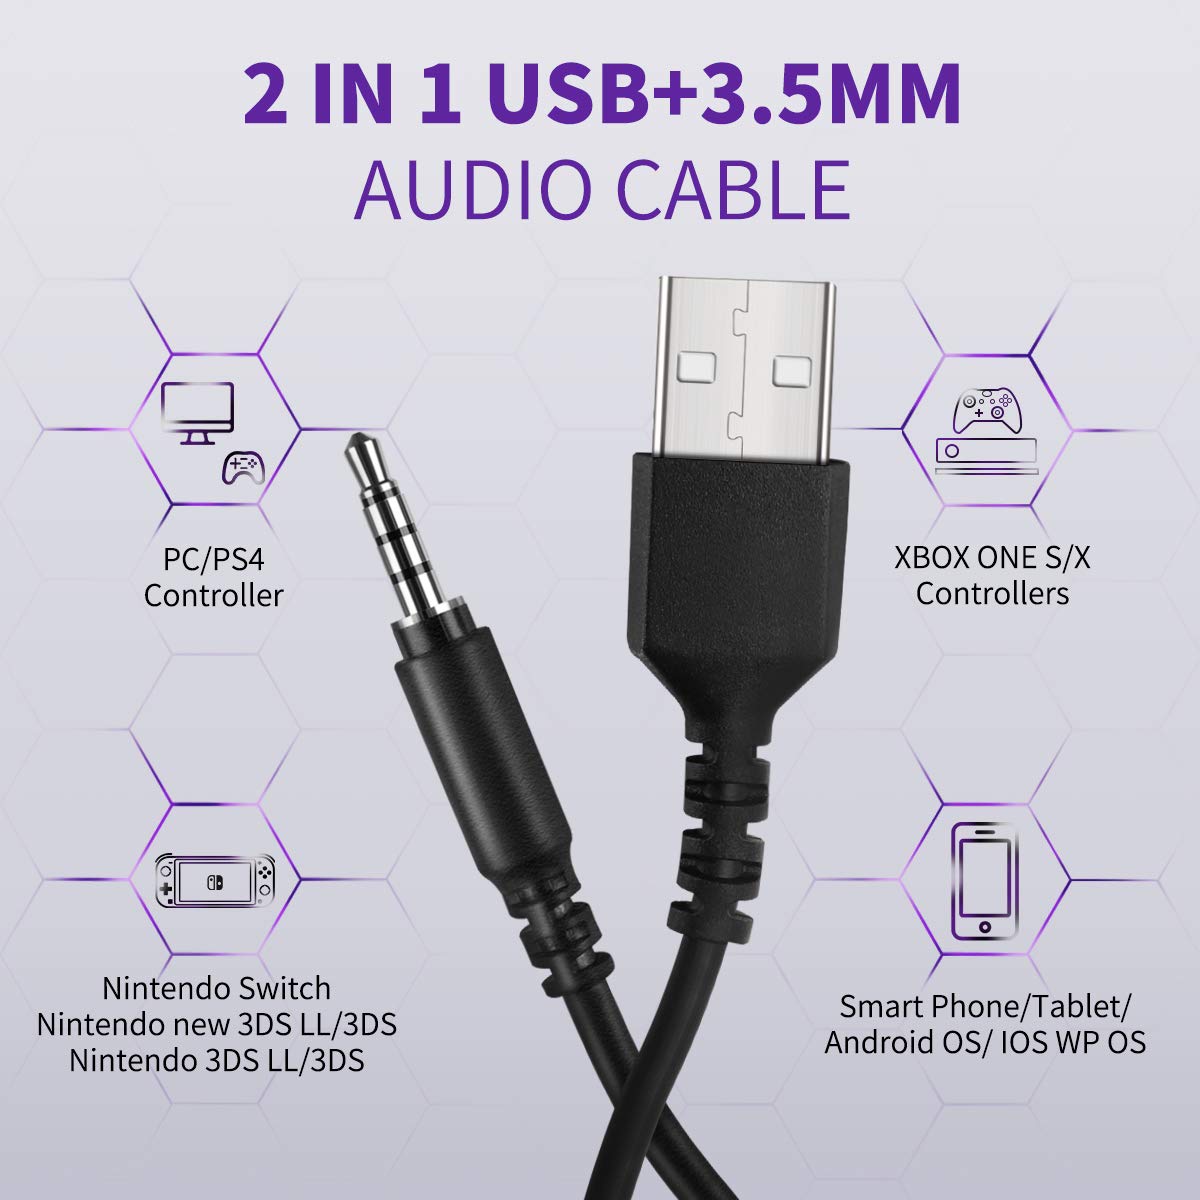 2 IN 1 USB+3.5MM
AUDIO CABLE
PC/PS4
Controller
XBOX ONE S/X
Controllers
Nintendo Switch
Nintendo new 3DS LL/3DS
Nintendo 3DS LL/3DS
Smart Phone/Tablet/
Android OS/ IOS WP OS